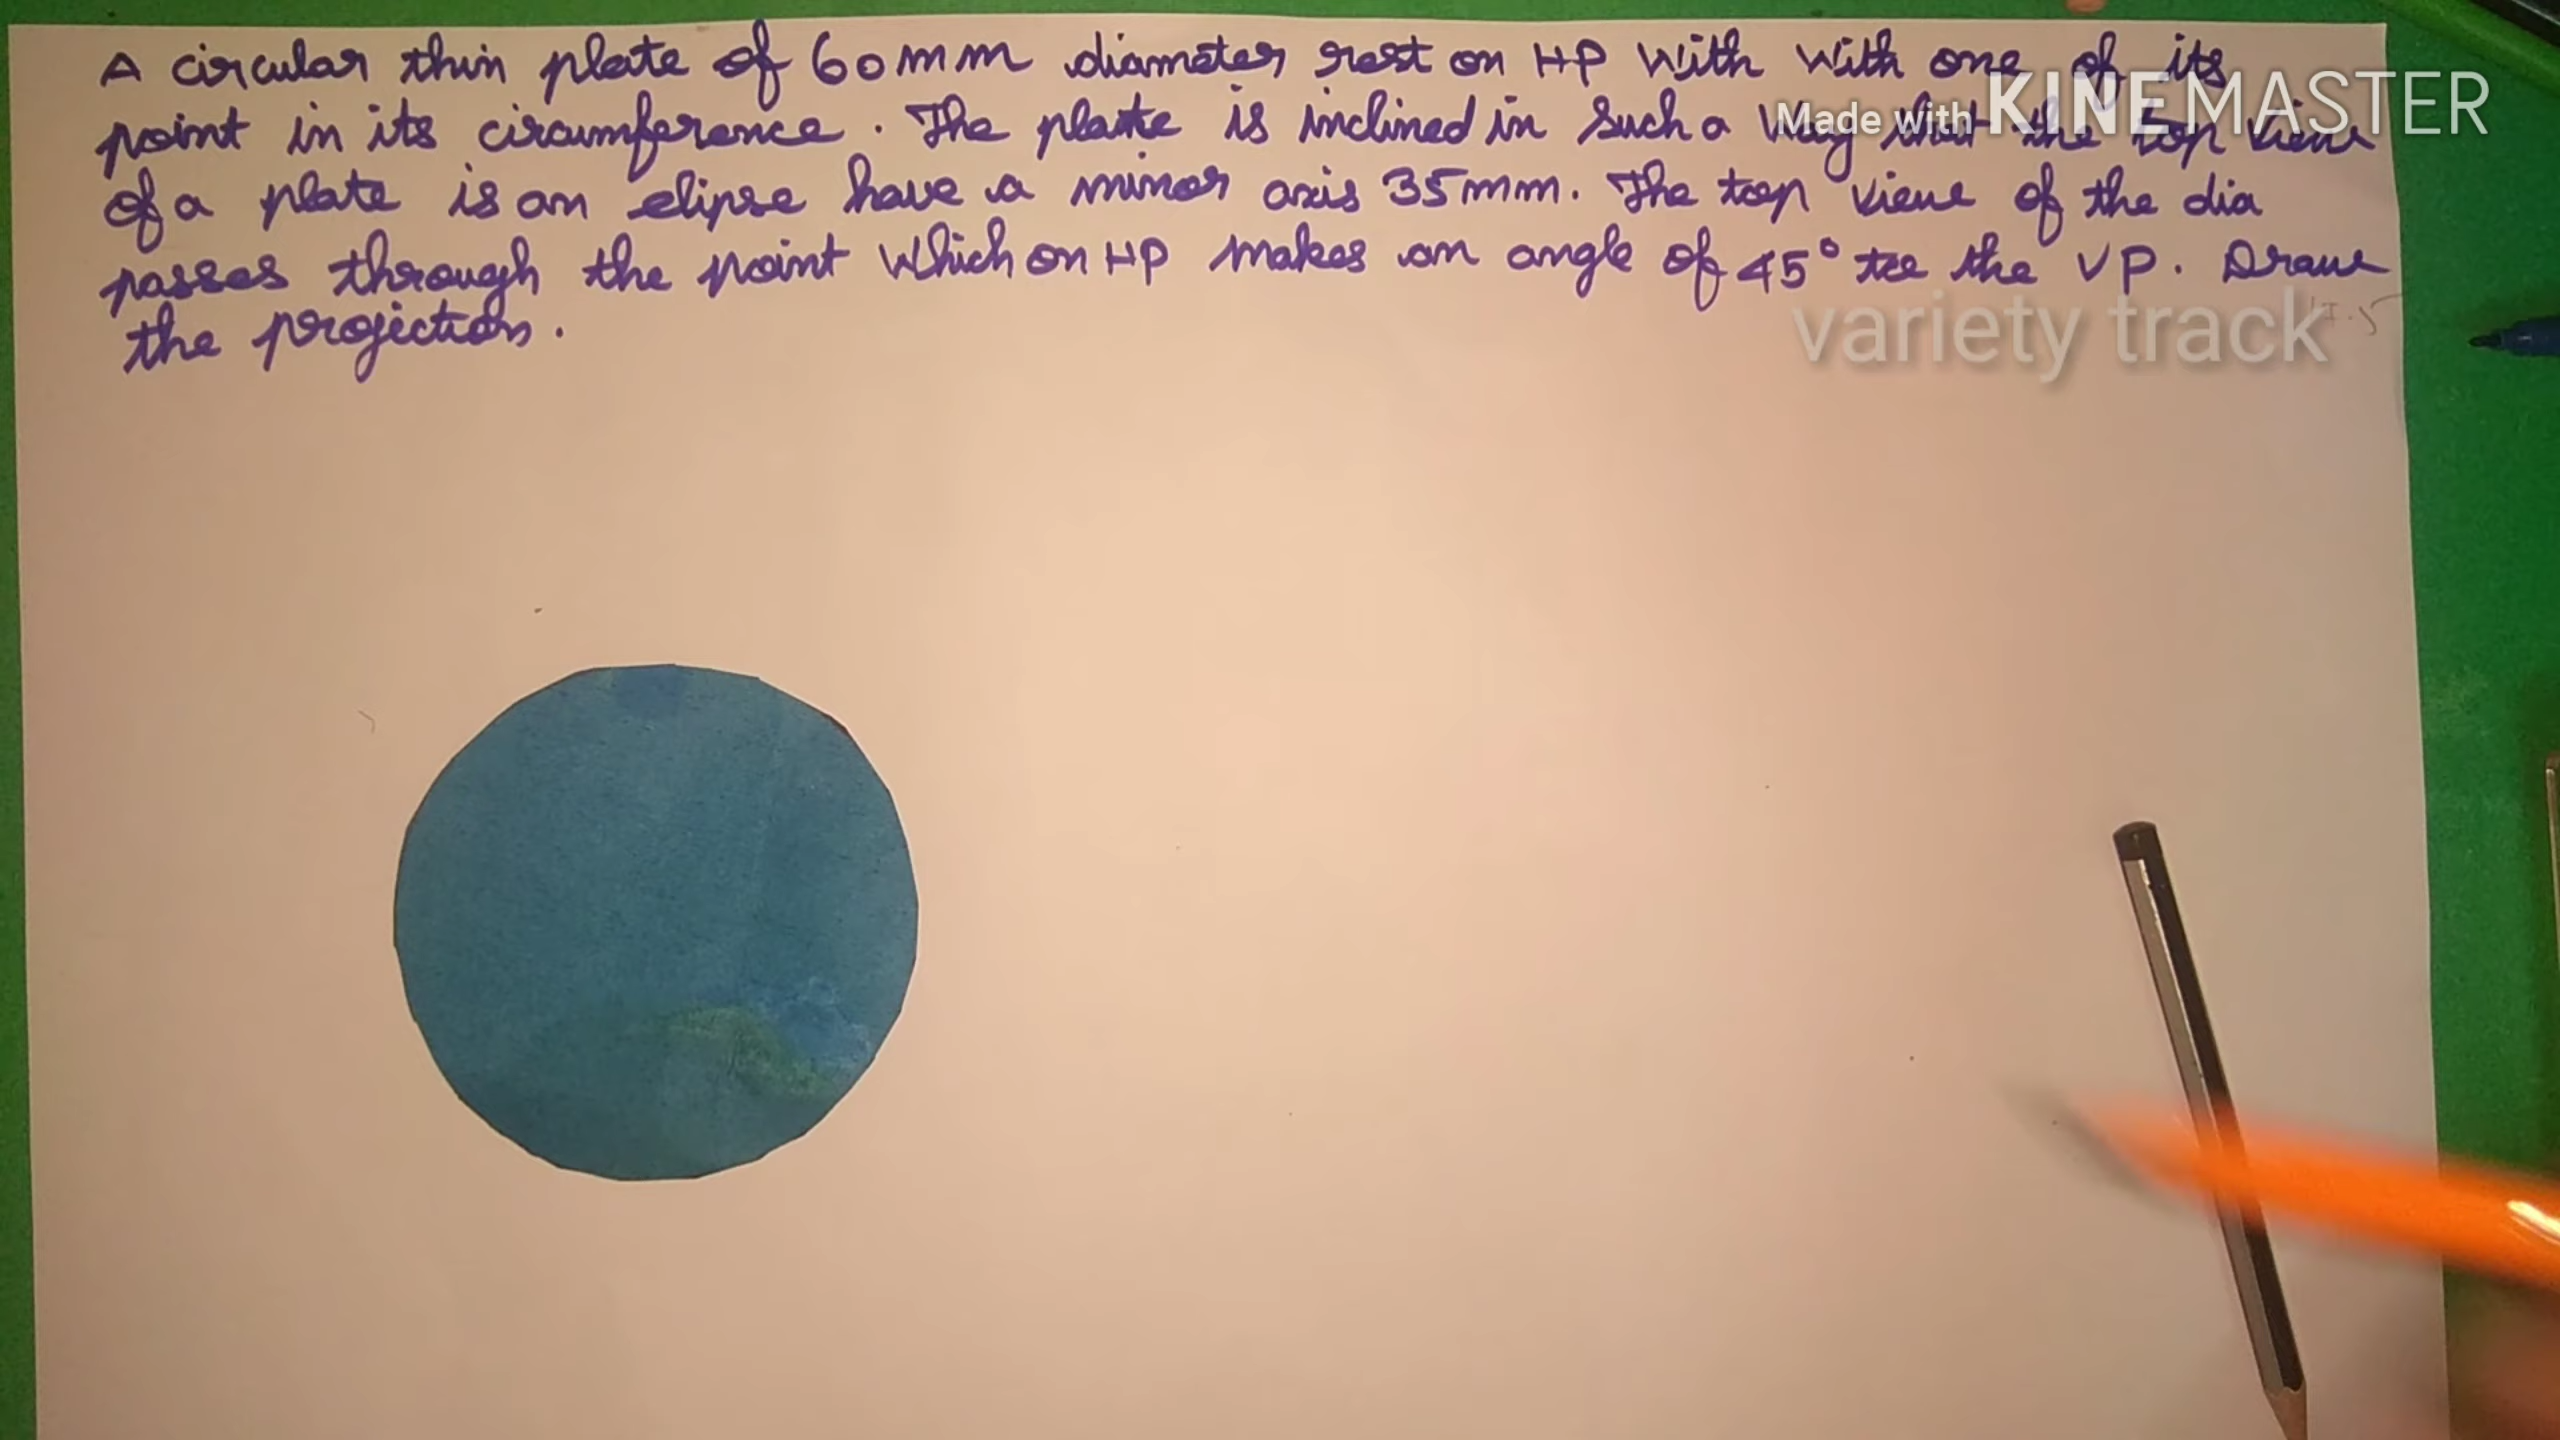 A circular thin plate of 60mm diameter rest on HP with with one of its
Made with KINEMASTER
point in its circumference. The plate is inclined in such a way that the top view
of a plate is an elipse have a minor axis 35mm. The top view of the dia
passes through the point which on HP makes an angle of 45° to the VP. Draw
variety track
the projection.